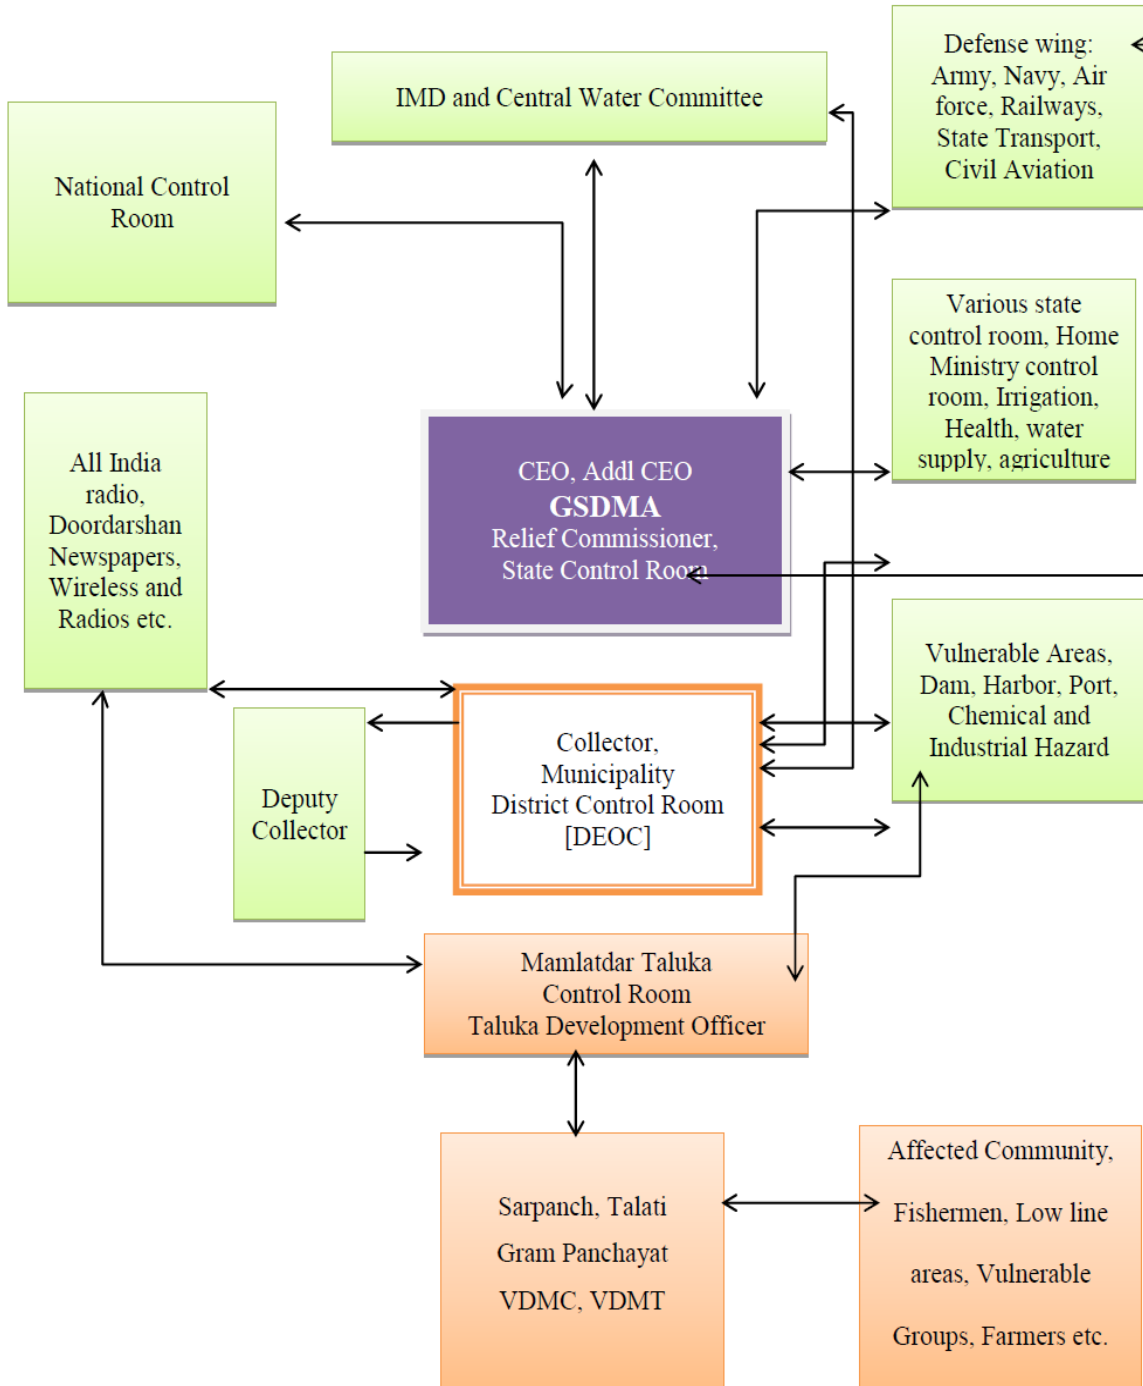 Defense wing:
Army, Navy, Air
force, Railways,
State Transport,
Civil Aviation
IMD and Central Water Committee
National Control
Room
Various state
control room, Home
Ministry control
room, Irrigation,
Health, water
supply, agriculture
All India
radio,
Doordarshan
Newspapers,
Wireless and
Radios etc.
CEO, Addl CEO
GSDMA
Relief Commissioner,
State Control Room
Vulnerable Areas,
Dam, Harbor, Port,
Chemical and
Industrial Hazard
Collector,
Municipality
District Control Room
[DEOC]
Deputy
Collector
Mamlatdar Taluka
Control Room
Taluka Development Officer
Sarpanch, Talati
Gram Panchayat
VDMC, VDMT
Affected Community,
Fishermen, Low line
areas, Vulnerable
Groups, Farmers etc.